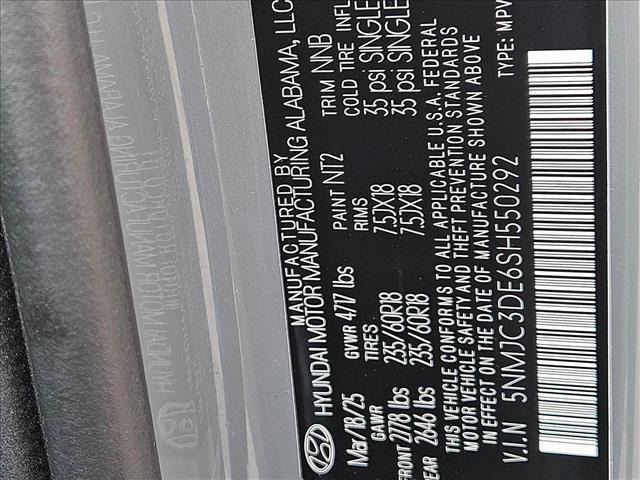 MANUFACTURED BY
HYUNDAI MOTOR MANUFACTURING ALABAMA, LLC
Mar/18/25 GVWR 4717 lbs PAINT NT2 TRIM NNB
GAWR TIRES RIMS COLD TIRE INFL
FRONT 2778 lbs 235/60R18 7.5JX18 35 psi SINGLE
REAR 2646 lbs 235/60R18 7.5JX18 35 psi SINGLE
THIS VEHICLE CONFORMS TO ALL APPLICABLE U.S.A. FEDERAL
MOTOR VEHICLE SAFETY AND THEFT PREVENTION STANDARDS
IN EFFECT ON THE DATE OF MANUFACTURE SHOWN ABOVE
V.I.N 5NMJC3DE6SH550292 TYPE: MPV